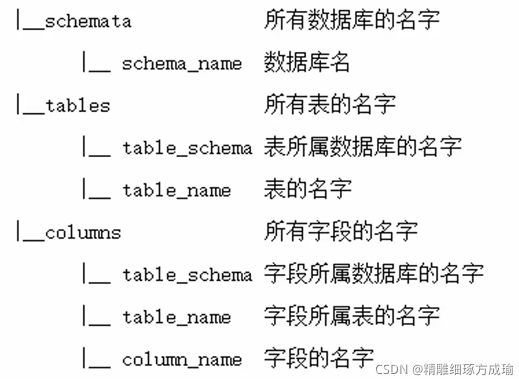 |__schemata 所有数据库的名字
|__ schema_name 数据库名
|__tables 所有表的名字
|__ table_schema 表所属数据库的名字
|__ table_name 表的名字
|__columns 所有字段的名字
|__ table_schema 字段所属数据库的名字
|__ table_name 字段所属表的名字
|__ column_name 字段的名字
CSDN @精雕细琢方成瑜